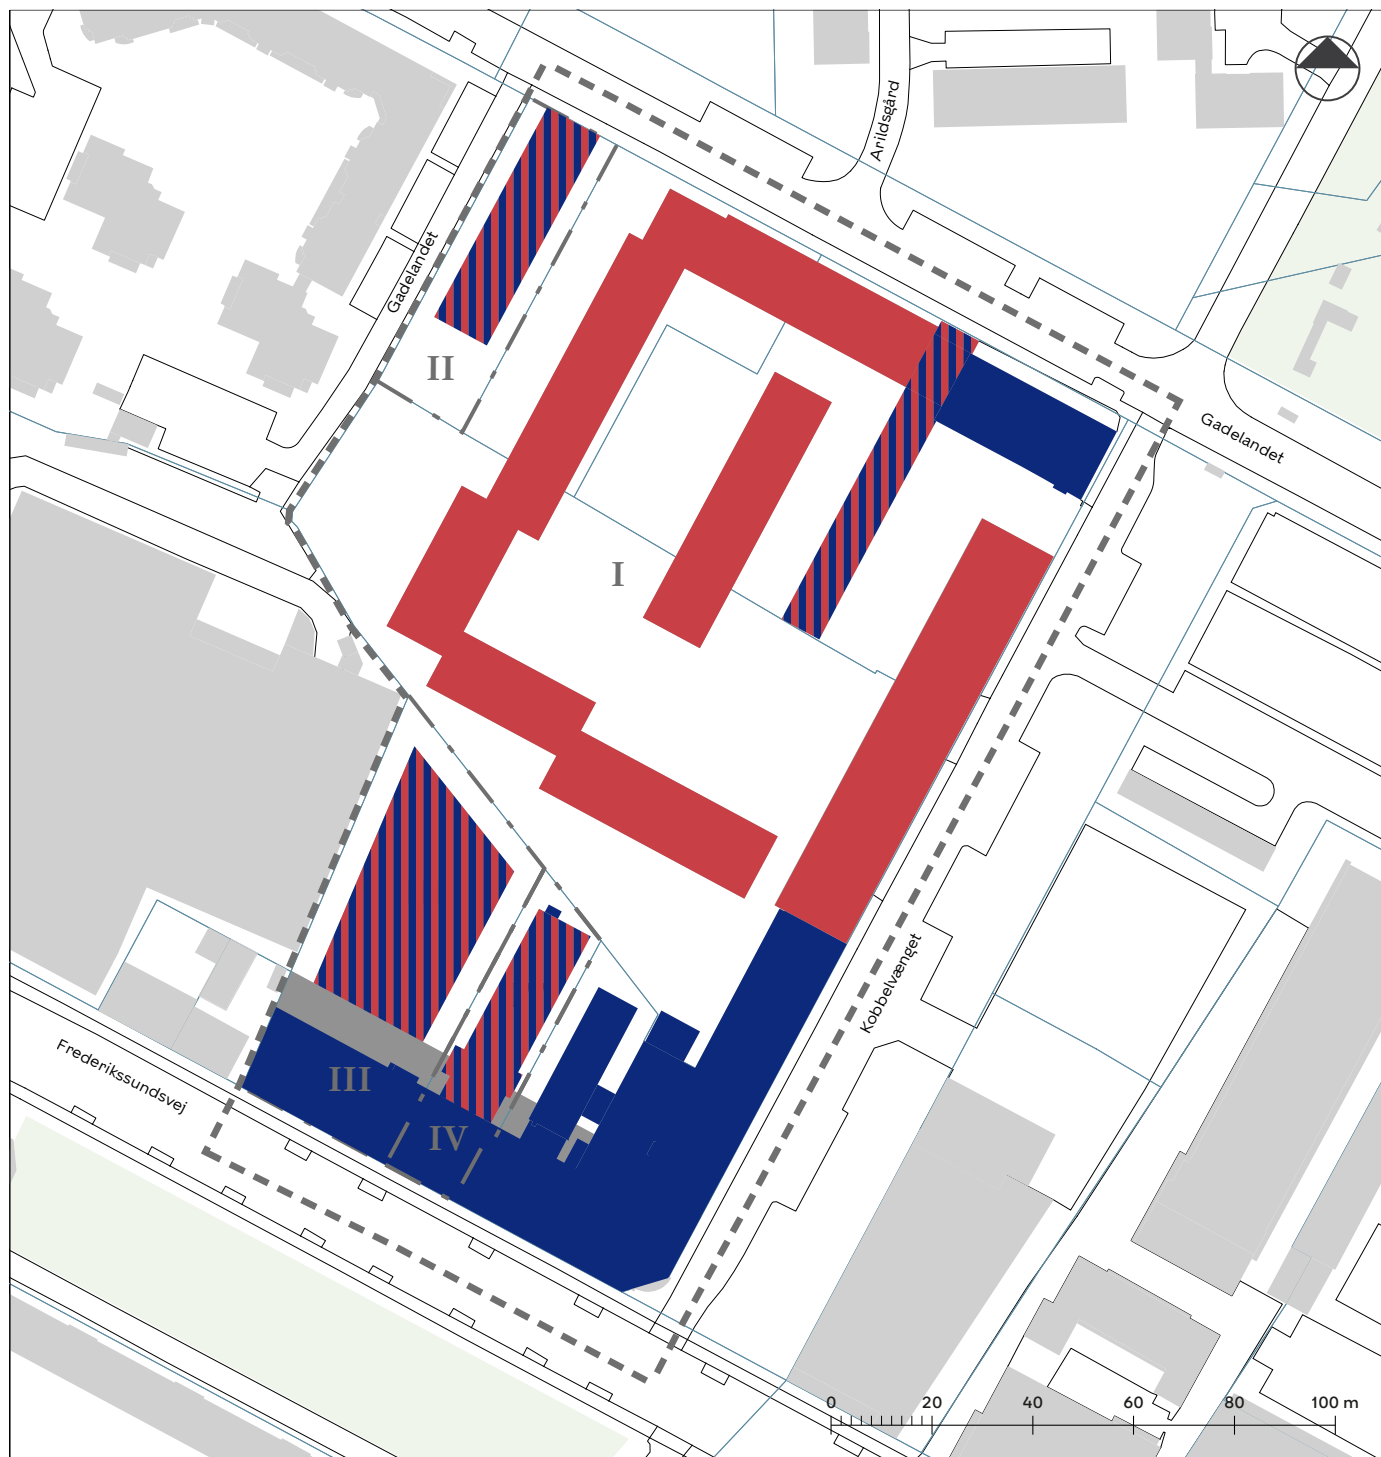 Arildsgård
Gadelandet
II
Gadelandet
I
Kobbelvænget
Frederikssundsvej
III
IV
0 20 40 60 80 100 m